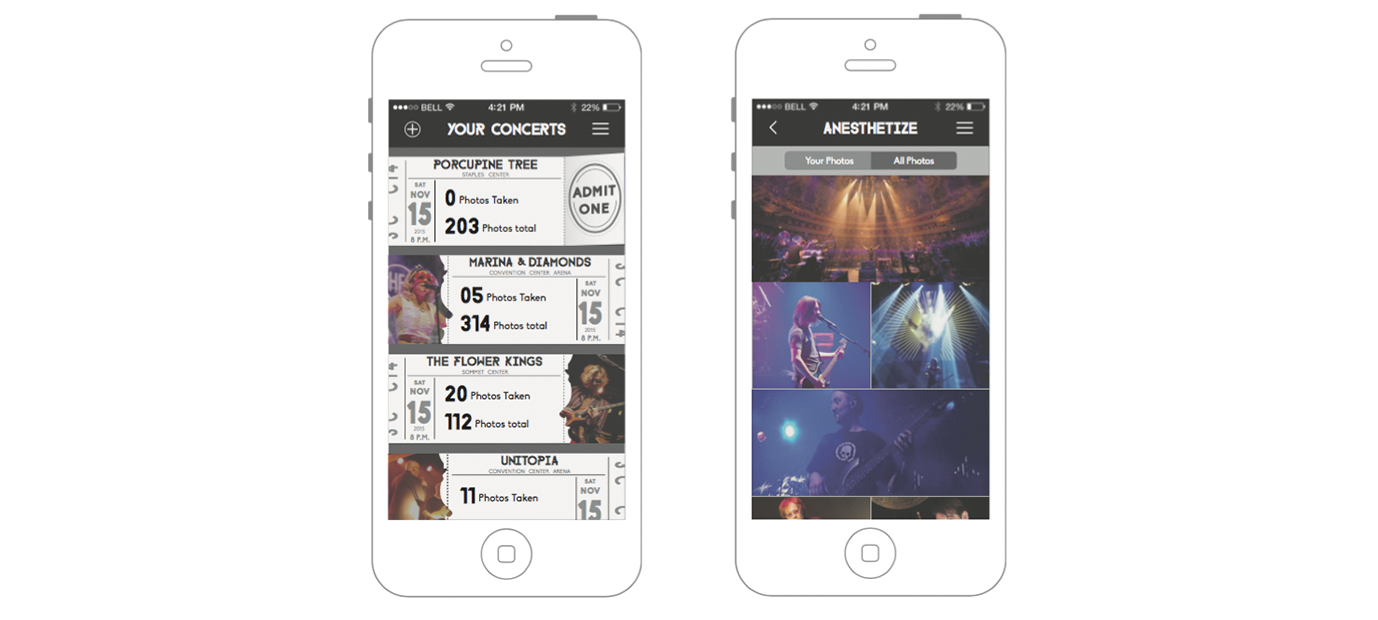 BELL 4:21 PM 22%
YOUR CONCERTS
PORCUPINE TREE
STAPLES CENTER
SAT
NOV
15
2015
8 P.M.
0 Photos Taken
203 Photos total
ADMIT
ONE
MARINA & DIAMONDS
CONVENTION CENTER ARENA
05 Photos Taken
314 Photos total
SAT
NOV
15
2015
8 P.M.
THE FLOWER KINGS
SOMMET CENTER
SAT
NOV
15
2015
8 P.M.
20 Photos Taken
112 Photos total
UNITOPIA
CONVENTION CENTER ARENA
11 Photos Taken
SAT
NOV
15
BELL 4:21 PM 22%
ANESTHETIZE
Your Photos All Photos